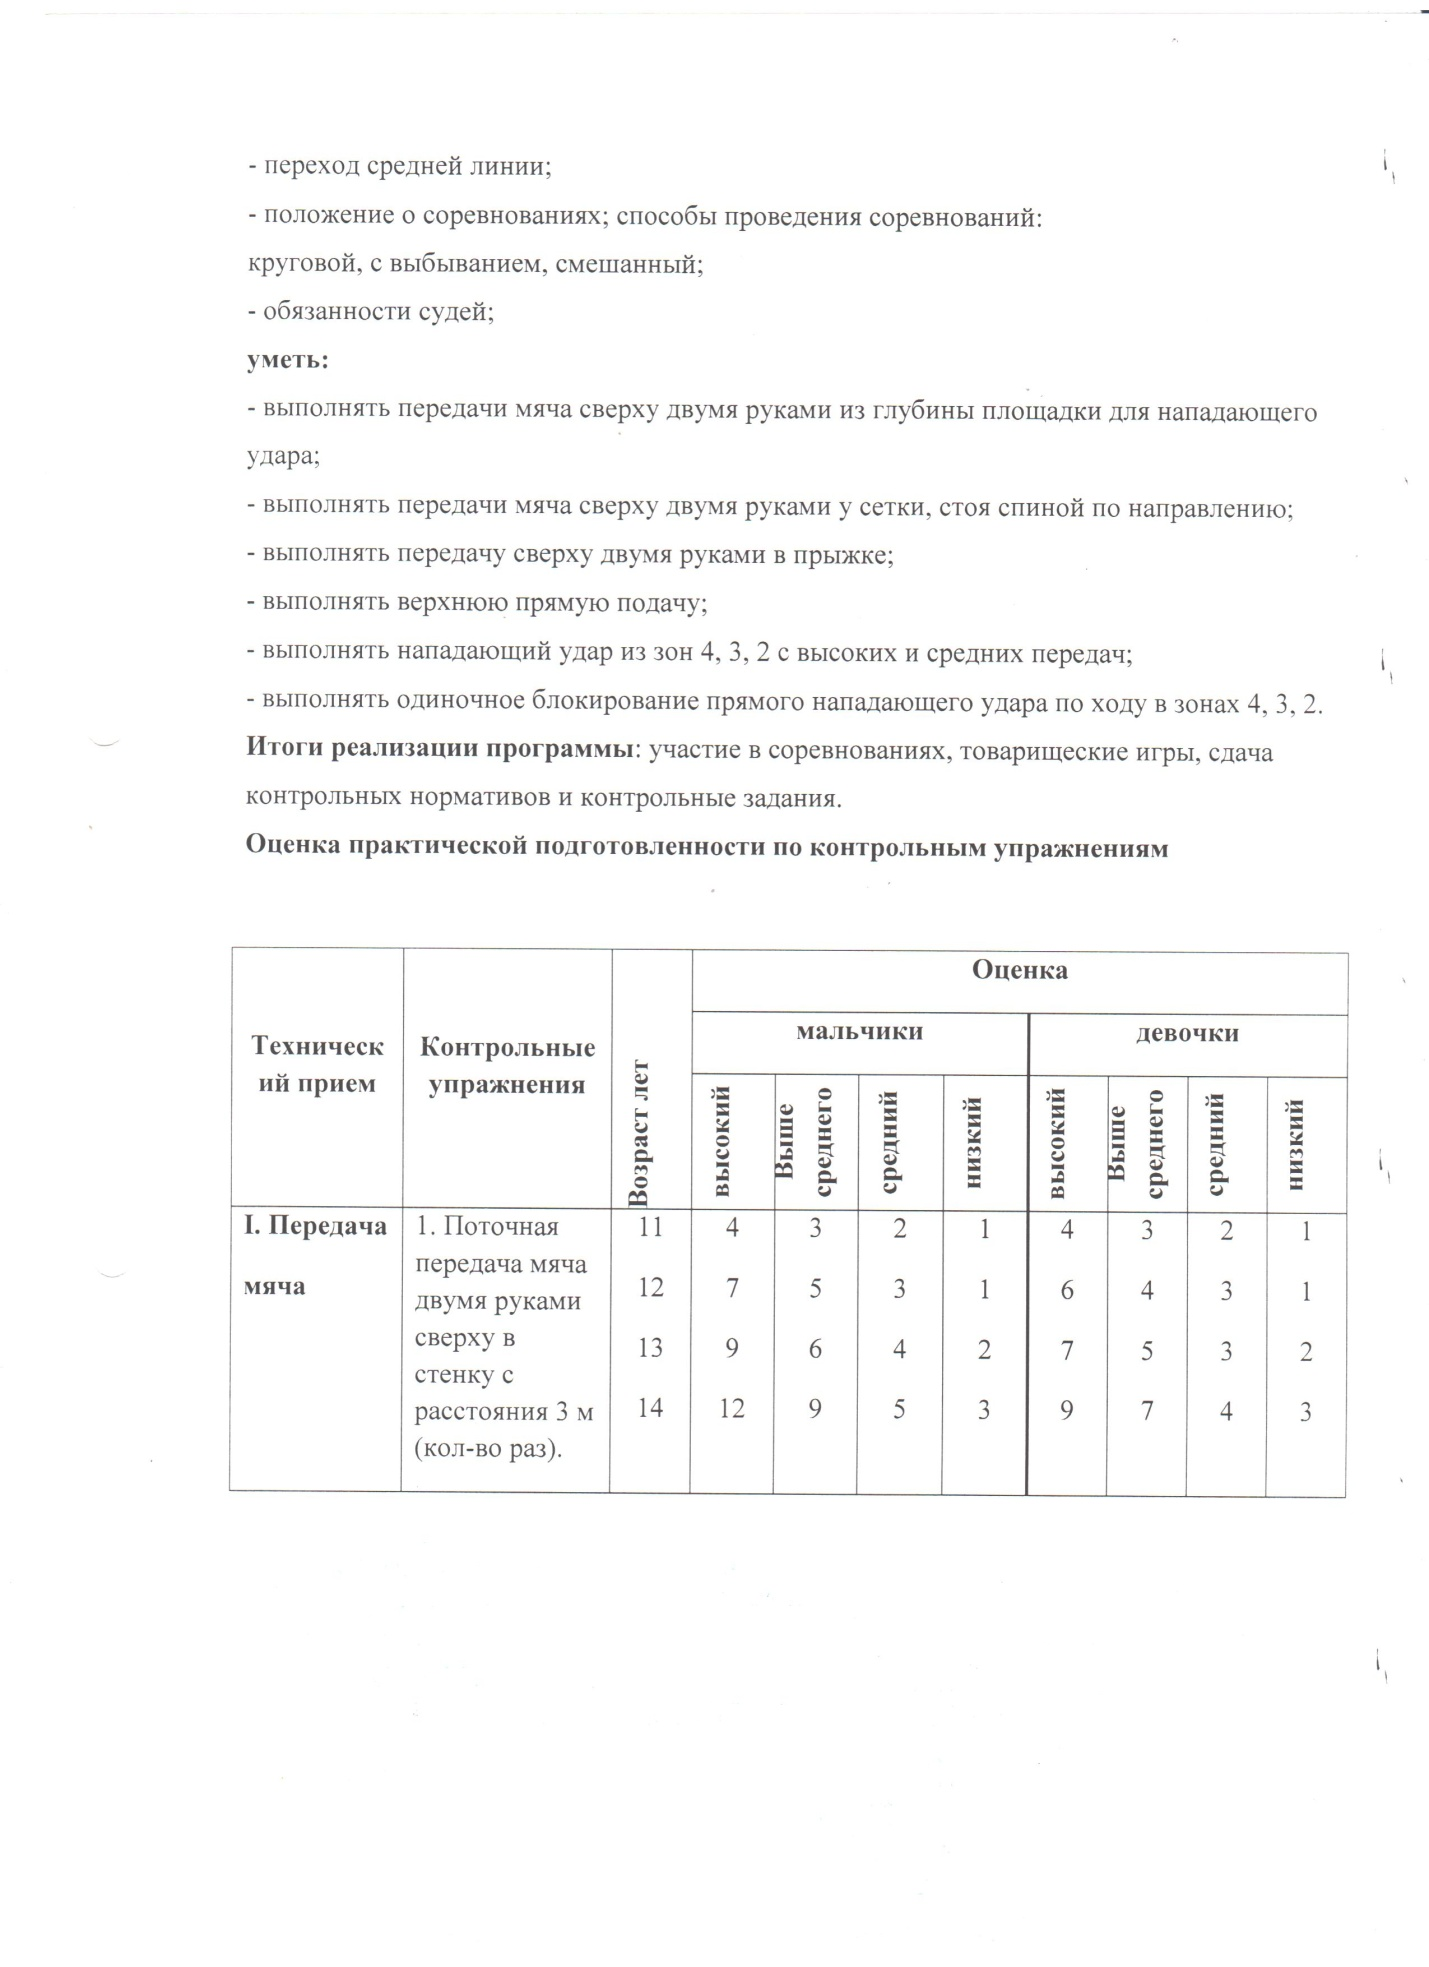 - переход средней линии;
- положение о соревнованиях; способы проведения соревнований:
круговой, с выбыванием, смешанный;
- обязанности судей;
уметь:
- выполнять передачи мяча сверху двумя руками из глубины площадки для нападающего
удара;
- выполнять передачи мяча сверху двумя руками у сетки, стоя спиной по направлению;
- выполнять передачу сверху двумя руками в прыжке;
- выполнять верхнюю прямую подачу;
- выполнять нападающий удар из зон 4, 3, 2 с высоких и средних передач;
- выполнять одиночное блокирование прямого нападающего удара по ходу в зонах 4, 3, 2.
Итоги реализации программы: участие в соревнованиях, товарищеские игры, сдача
контрольных нормативов и контрольные задания.
Оценка практической подготовленности по контрольным упражнениям
Техническ
ий прием
Контрольные
упражнения
Возраст лет
Оценка
мальчики
девочки
высокий
Выше
среднего
средний
низкий
высокий
Выше
среднего
средний
низкий
I. Передача
мяча
1. Поточная
передача мяча
двумя руками
сверху в
стенку с
расстояния 3 м
(кол-во раз).
11 4 3 2 1 4 3 2 1
12 7 5 3 1 6 4 3 1
13 9 6 4 2 7 5 3 2
14 12 9 5 3 9 7 4 3